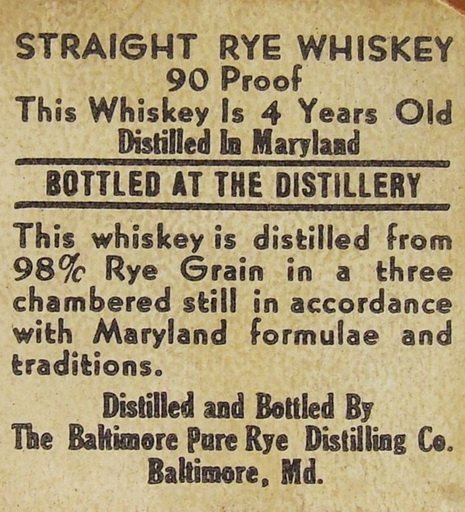 STRAIGHT RYE WHISKEY
90 Proof
This Whiskey Is 4 Years Old
Distilled In Maryland
BOTTLED AT THE DISTILLERY
This whiskey is distilled from
98% Rye Grain in a three
chambered still in accordance
with Maryland formulae and
traditions.
Distilled and Bottled By
The Baltimore Pure Rye Distilling Co.
Baltimore, Md.